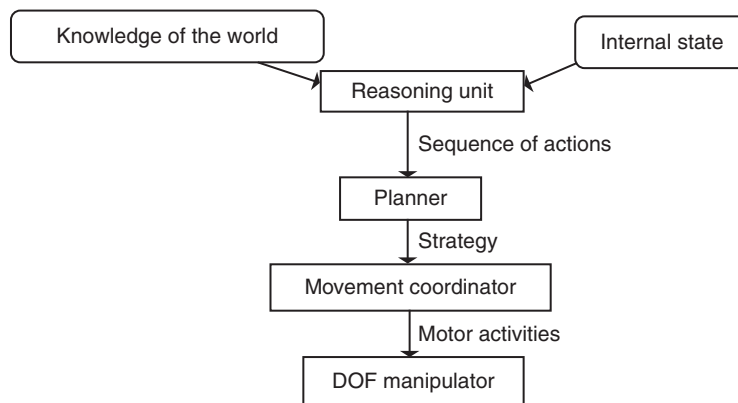 Knowledge of the world
Internal state
Reasoning unit
Sequence of actions
Planner
Strategy
Movement coordinator
Motor activities
DOF manipulator